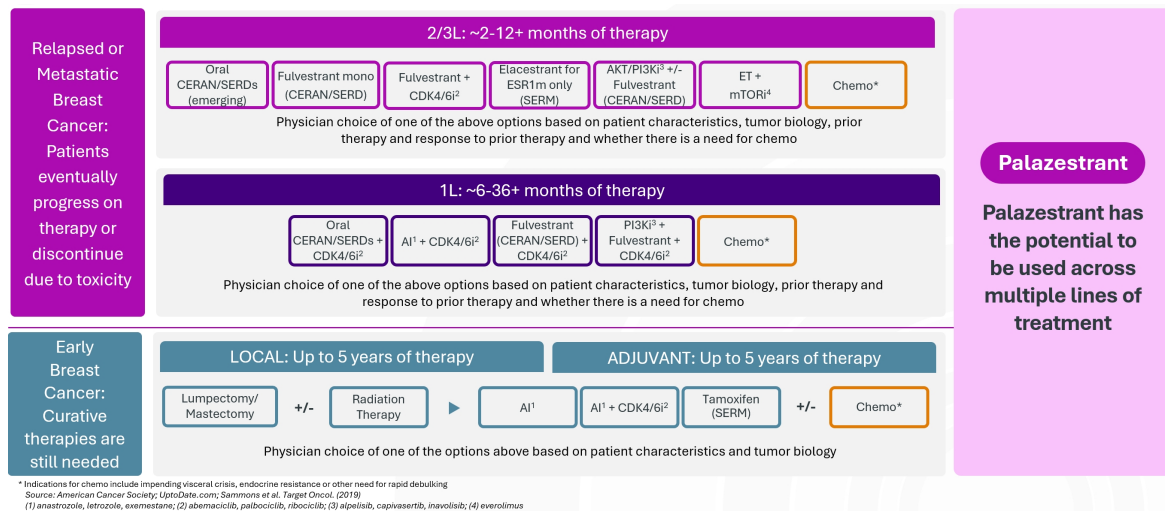 Relapsed or
Metastatic
Breast
Cancer:
Patients
eventually
progress on
therapy or
discontinue
due to toxicity
2/3L: ~2-12+ months of therapy
Oral
CERAN/SERDs
(emerging)
Fulvestrant mono
(CERAN/SERD)
Fulvestrant +
CDK4/6i²
Elacestrant for
ESR1m only
(SERM)
AKT/PI3Ki³ +/-
Fulvestrant
(CERAN/SERD)
ET +
mTORi⁴
Chemo*
Physician choice of one of the above options based on patient characteristics, tumor biology, prior
therapy and response to prior therapy and whether there is a need for chemo
1L: ~6-36+ months of therapy
Oral
CERAN/SERDs +
CDK4/6i²
AI¹ + CDK4/6i²
Fulvestrant
(CERAN/SERD) +
CDK4/6i²
PI3Ki³ +
Fulvestrant +
CDK4/6i²
Chemo*
Physician choice of one of the above options based on patient characteristics, tumor biology, prior therapy and
response to prior therapy and whether there is a need for chemo
Early
Breast
Cancer:
Curative
therapies are
still needed
LOCAL: Up to 5 years of therapy
ADJUVANT: Up to 5 years of therapy
Lumpectomy/
Mastectomy
+/-
Radiation
Therapy
AI¹
AI¹ + CDK4/6i²
Tamoxifen
(SERM)
+/-
Chemo*
Physician choice of one of the options above based on patient characteristics and tumor biology
Palazestrant
Palazestrant has
the potential to
be used across
multiple lines of
treatment
* Indications for chemo include impending visceral crisis, endocrine resistance or other need for rapid debulking
Source: American Cancer Society; UptoDate.com; Sammons et al. Target Oncol. (2019)
(1) anastrozole, letrozole, exemestane; (2) abemaciclib, palbociclib, ribociclib; (3) alpelisib, capivasertib, inavolisib; (4) everolimus